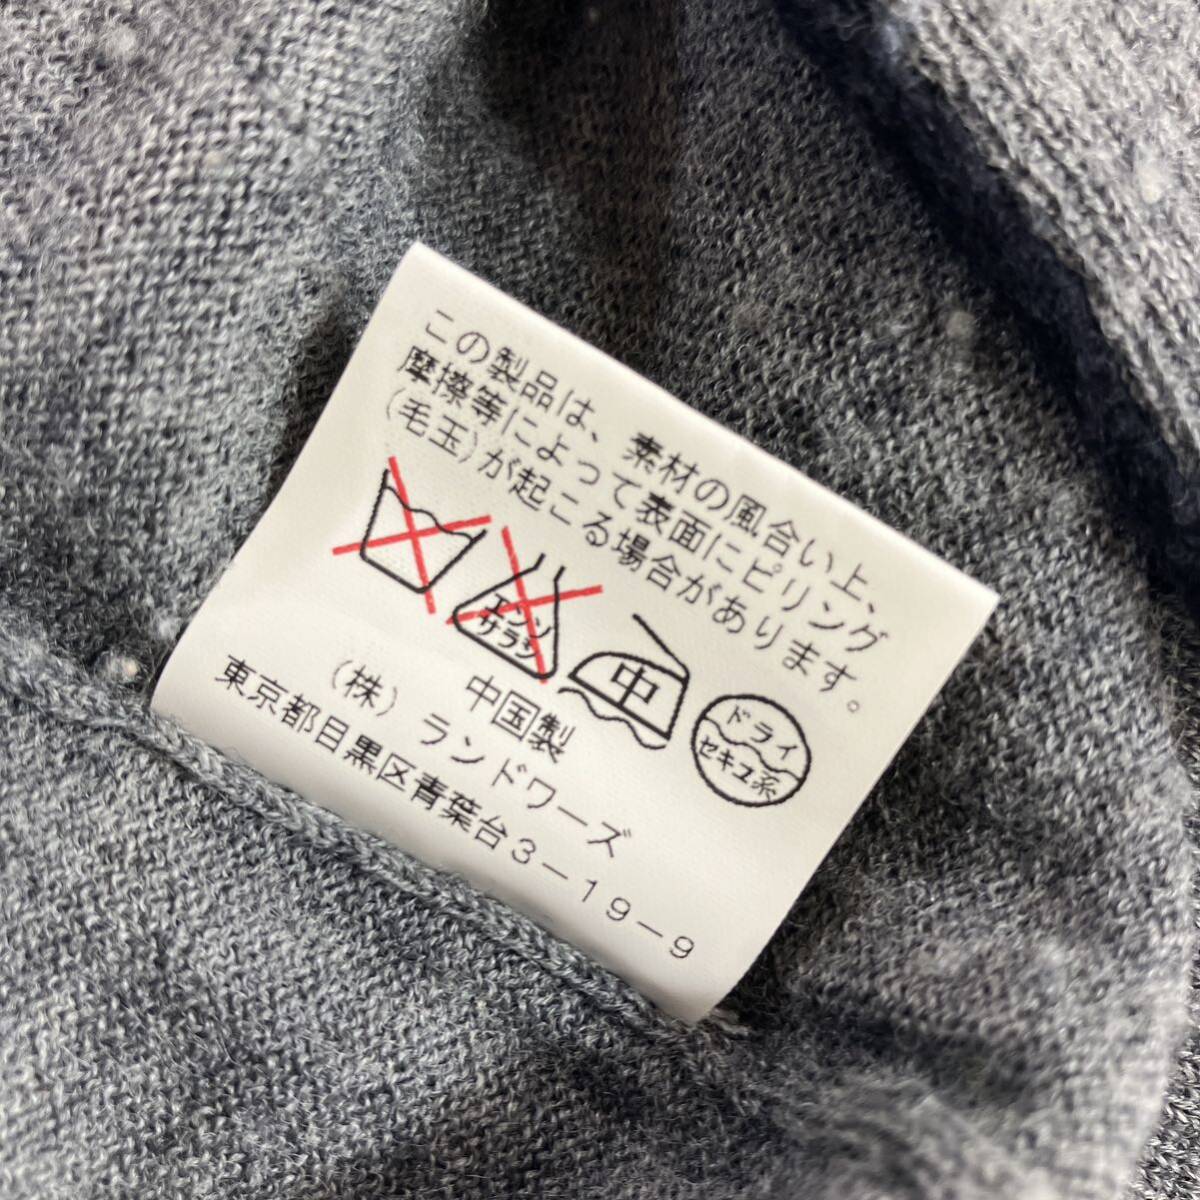 この製品は、素材の風合い上、
摩擦等によって表面にピリング
（毛玉）が起こる場合があります。
エンソ
サラシ
中
ドライ
セキユ系
中国製
（株）ランドワーズ
東京都目黒区青葉台３－１９－９